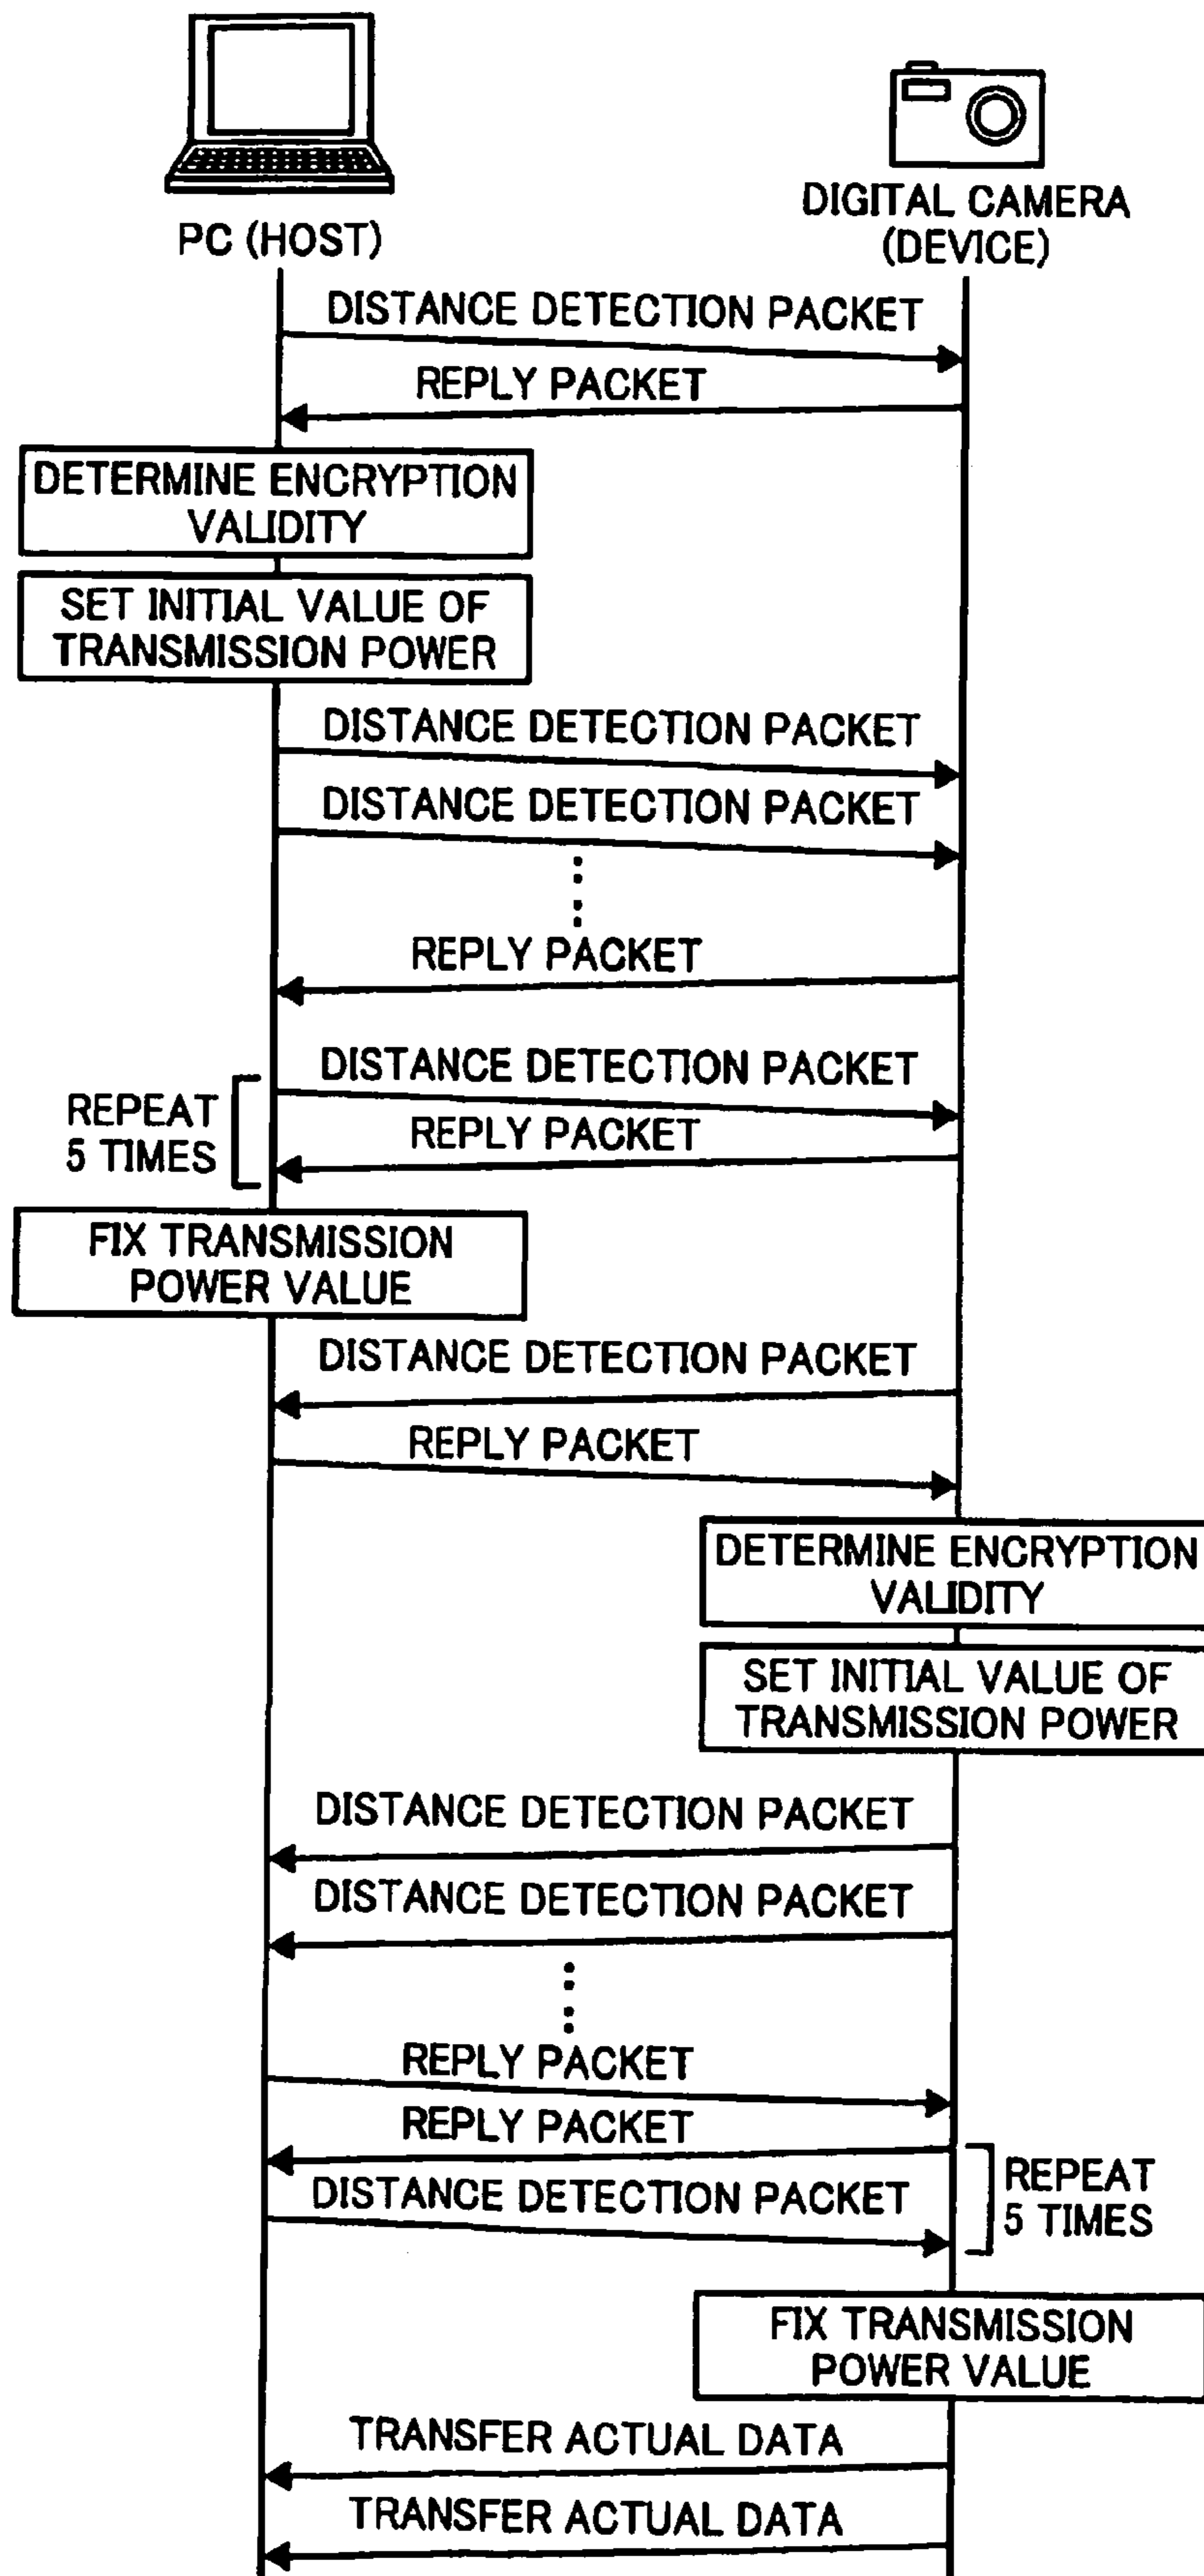 PC (HOST)
DIGITAL CAMERA
(DEVICE)
DISTANCE DETECTION PACKET
REPLY PACKET
DETERMINE ENCRYPTION
VALIDITY
SET INITIAL VALUE OF
TRANSMISSION POWER
DISTANCE DETECTION PACKET
DISTANCE DETECTION PACKET
REPLY PACKET
DISTANCE DETECTION PACKET
REPLY PACKET
REPEAT
5 TIMES
FIX TRANSMISSION
POWER VALUE
DISTANCE DETECTION PACKET
REPLY PACKET
DETERMINE ENCRYPTION
VALIDITY
SET INITIAL VALUE OF
TRANSMISSION POWER
DISTANCE DETECTION PACKET
DISTANCE DETECTION PACKET
REPLY PACKET
REPLY PACKET
DISTANCE DETECTION PACKET
REPEAT
5 TIMES
FIX TRANSMISSION
POWER VALUE
TRANSFER ACTUAL DATA
TRANSFER ACTUAL DATA